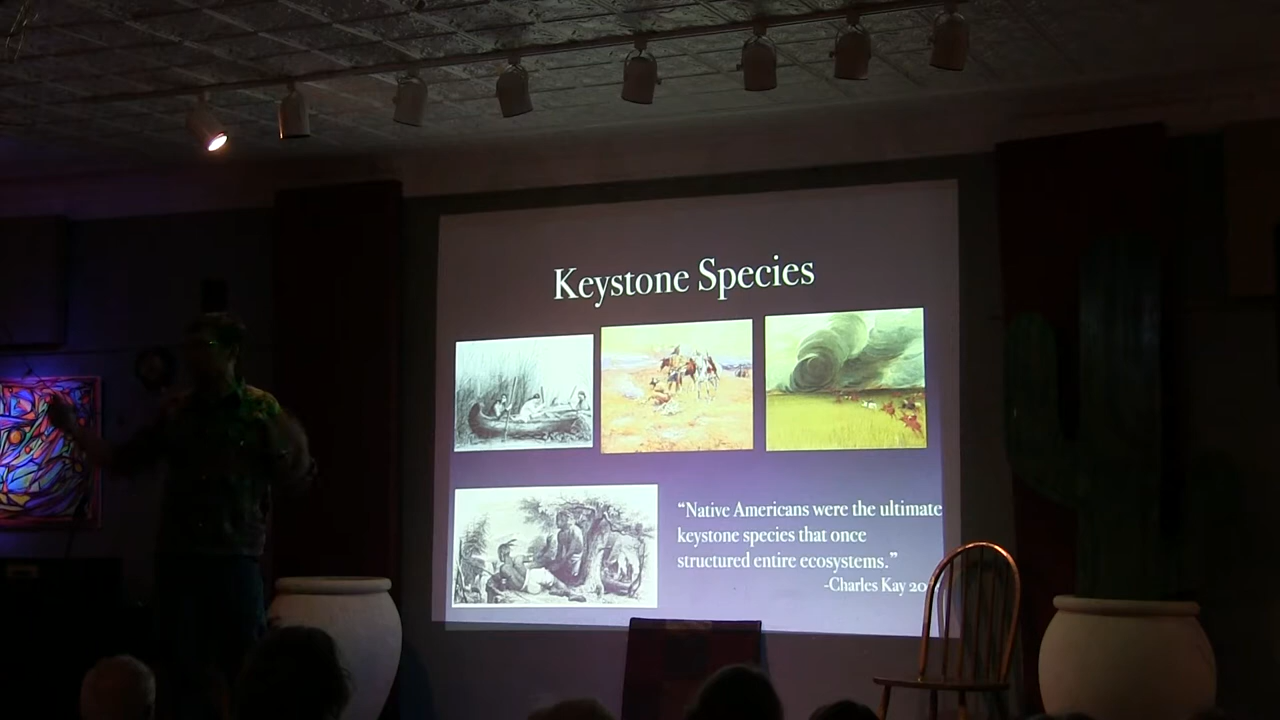 Keystone Species
“Native Americans were the ultimate
keystone species that once
structured entire ecosystems.”
-Charles Kay